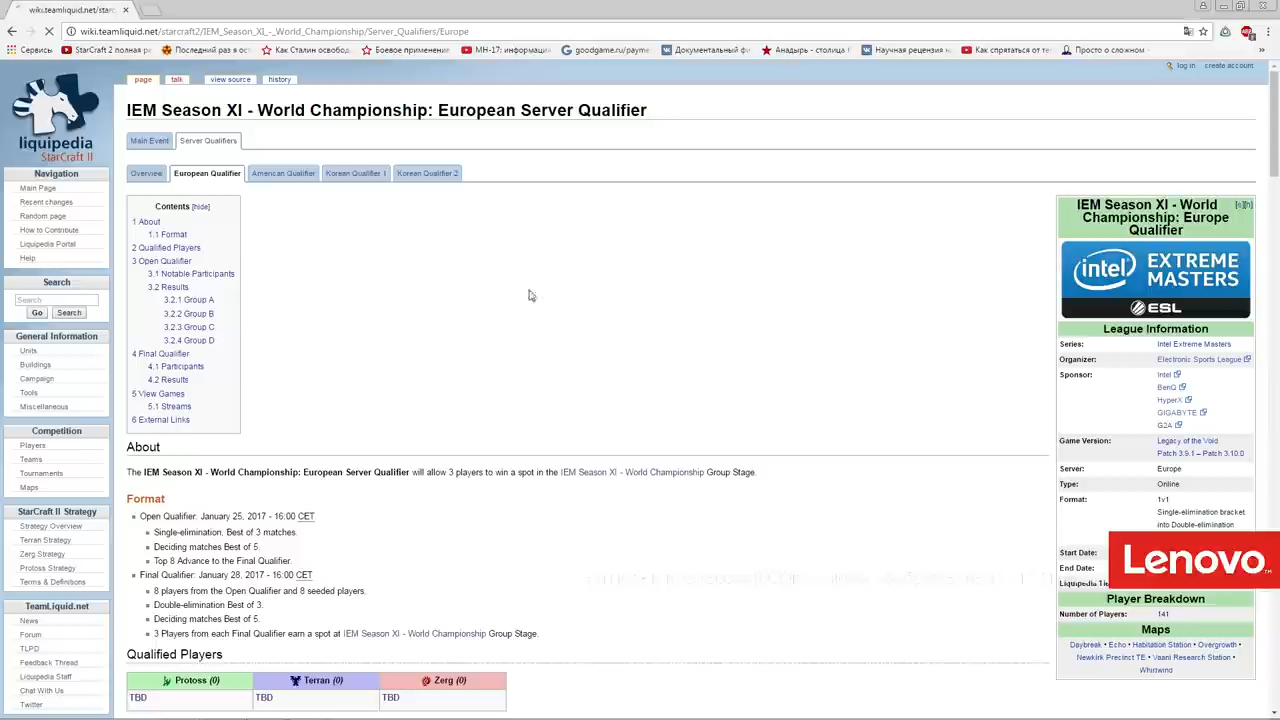 wiki.teamliquid.net/starc
wiki.teamliquid.net/starcraft2/IEM_Season_XI_-_World_Championship/Server_Qualifiers/Europe
Сервисы
StarCraft 2 полная
Последний раз в
Как Сталин освобод
Боевое применение
МН-17: информаци
goodgame.ru/payme
Документальный ф
Анадырь - столица
Научная рецензия
Как спрятаться от
Просто о сложном
log in create account
page talk view source history
liquipedia
StarCraft II
IEM Season XI - World Championship: European Server Qualifier
Main Event Server Qualifiers
Overview European Qualifier American Qualifier Korean Qualifier 1 Korean Qualifier 2
Navigation
Main Page
Recent changes
Random page
How to Contribute
Liquipedia Portal
Help
Search
Search
Go Search
General Information
Units
Buildings
Campaign
Tools
Miscellaneous
Competition
Players
Teams
Tournaments
Maps
StarCraft II Strategy
Strategy Overview
Terran Strategy
Zerg Strategy
Protoss Strategy
Terms & Definitions
TeamLiquid.net
News
Forum
TLPD
Feedback Thread
Liquipedia Staff
Chat With Us
Twitter
Contents [hide]
1 About
1.1 Format
2 Qualified Players
3 Open Qualifier
3.1 Notable Participants
3.2 Results
3.2.1 Group A
3.2.2 Group B
3.2.3 Group C
3.2.4 Group D
4 Final Qualifier
4.1 Participants
4.2 Results
5 View Games
5.1 Streams
6 External Links
About
The IEM Season XI - World Championship: European Server Qualifier will allow 3 players to win a spot in the IEM Season XI - World Championship Group Stage.
Format
Open Qualifier: January 25, 2017 - 16:00 CET
Single-elimination, Best of 3 matches.
Deciding matches Best of 5.
Top 8 Advance to the Final Qualifier.
Final Qualifier: January 28, 2017 - 16:00 CET
8 players from the Open Qualifier and 8 seeded players.
Double-elimination Best of 3.
Deciding matches Best of 5.
3 Players from each Final Qualifier earn a spot at IEM Season XI - World Championship Group Stage.
Qualified Players
Protoss (0) Terran (0) Zerg (0)
TBD TBD TBD
IEM Season XI - World
Championship: Europe
Qualifier
[e][h]
intel EXTREME
MASTERS
ESL
League Information
Series: Intel Extreme Masters
Organizer: Electronic Sports League
Sponsor: Intel
BenQ
HyperX
GIGABYTE
G2A
Game Version: Legacy of the Void
Patch 3.9.1 – Patch 3.10.0
Server: Europe
Type: Online
Format: 1v1
Single-elimination bracket
into Double-elimination
Start Date:
End Date:
Liquipedia Tie
Lenovo
Player Breakdown
Number of Players: 141
Maps
Daybreak • Echo • Habitation Station • Overgrowth •
Newkirk Precinct TE • Vaani Research Station •
Whirlwind